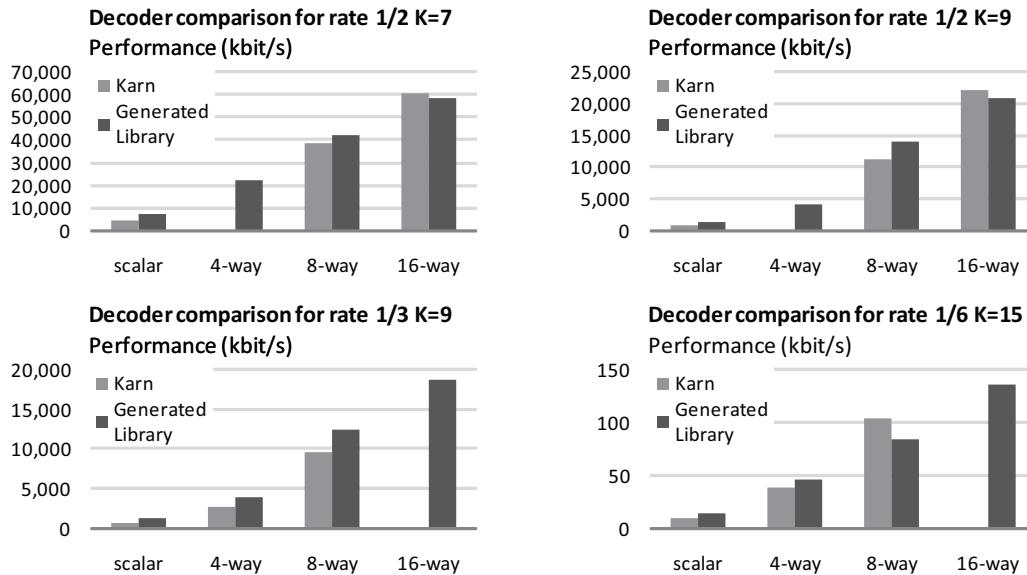 Decoder comparison for rate 1/2 K=7
Performance (kbit/s)
70,000
60,000
50,000
40,000
30,000
20,000
10,000
0
Karn
Generated
Library
scalar 4-way 8-way 16-way
Decoder comparison for rate 1/2 K=9
Performance (kbit/s)
25,000
20,000
15,000
10,000
5,000
0
Karn
Generated
Library
scalar 4-way 8-way 16-way
Decoder comparison for rate 1/3 K=9
Performance (kbit/s)
20,000
15,000
10,000
5,000
0
Karn
Generated
Library
scalar 4-way 8-way 16-way
Decoder comparison for rate 1/6 K=15
Performance (kbit/s)
150
100
50
0
Karn
Generated
Library
scalar 4-way 8-way 16-way